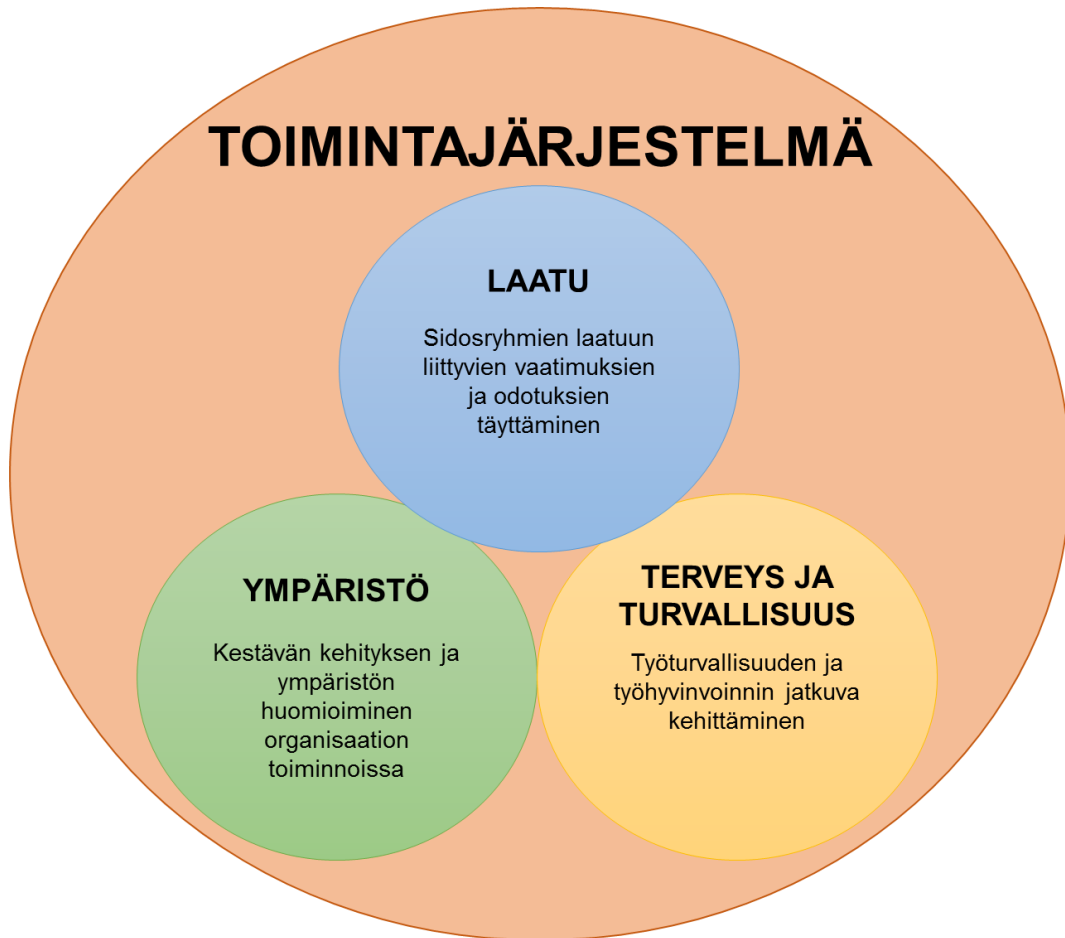 TOIMINTAJÄRJESTELMÄ
LAATU
Sidosryhmien laatuun
liittyvien vaatimuksien
ja odotuksien
täyttäminen
YMPÄRISTÖ
Kestävän kehityksen ja
ympäristön
huomioiminen
organisaation
toiminnoissa
TERVEYS JA
TURVALLISUUS
Työturvallisuuden ja
työhyvinvoinnin jatkuva
kehittäminen